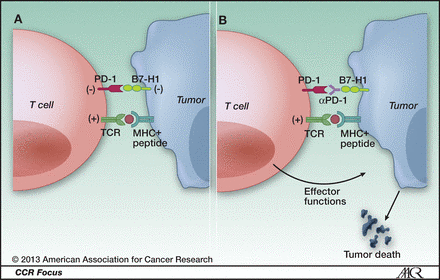 A
PD-1 B7-H1
(-) (-)
T cell
Tumor
(+)
TCR MHC+
peptide
B
PD-1 B7-H1
αPD-1
T cell
Tumor
(+)
TCR MHC+
peptide
Effector
functions
Tumor death
© 2013 American Association for Cancer Research
CCR Focus
AACR